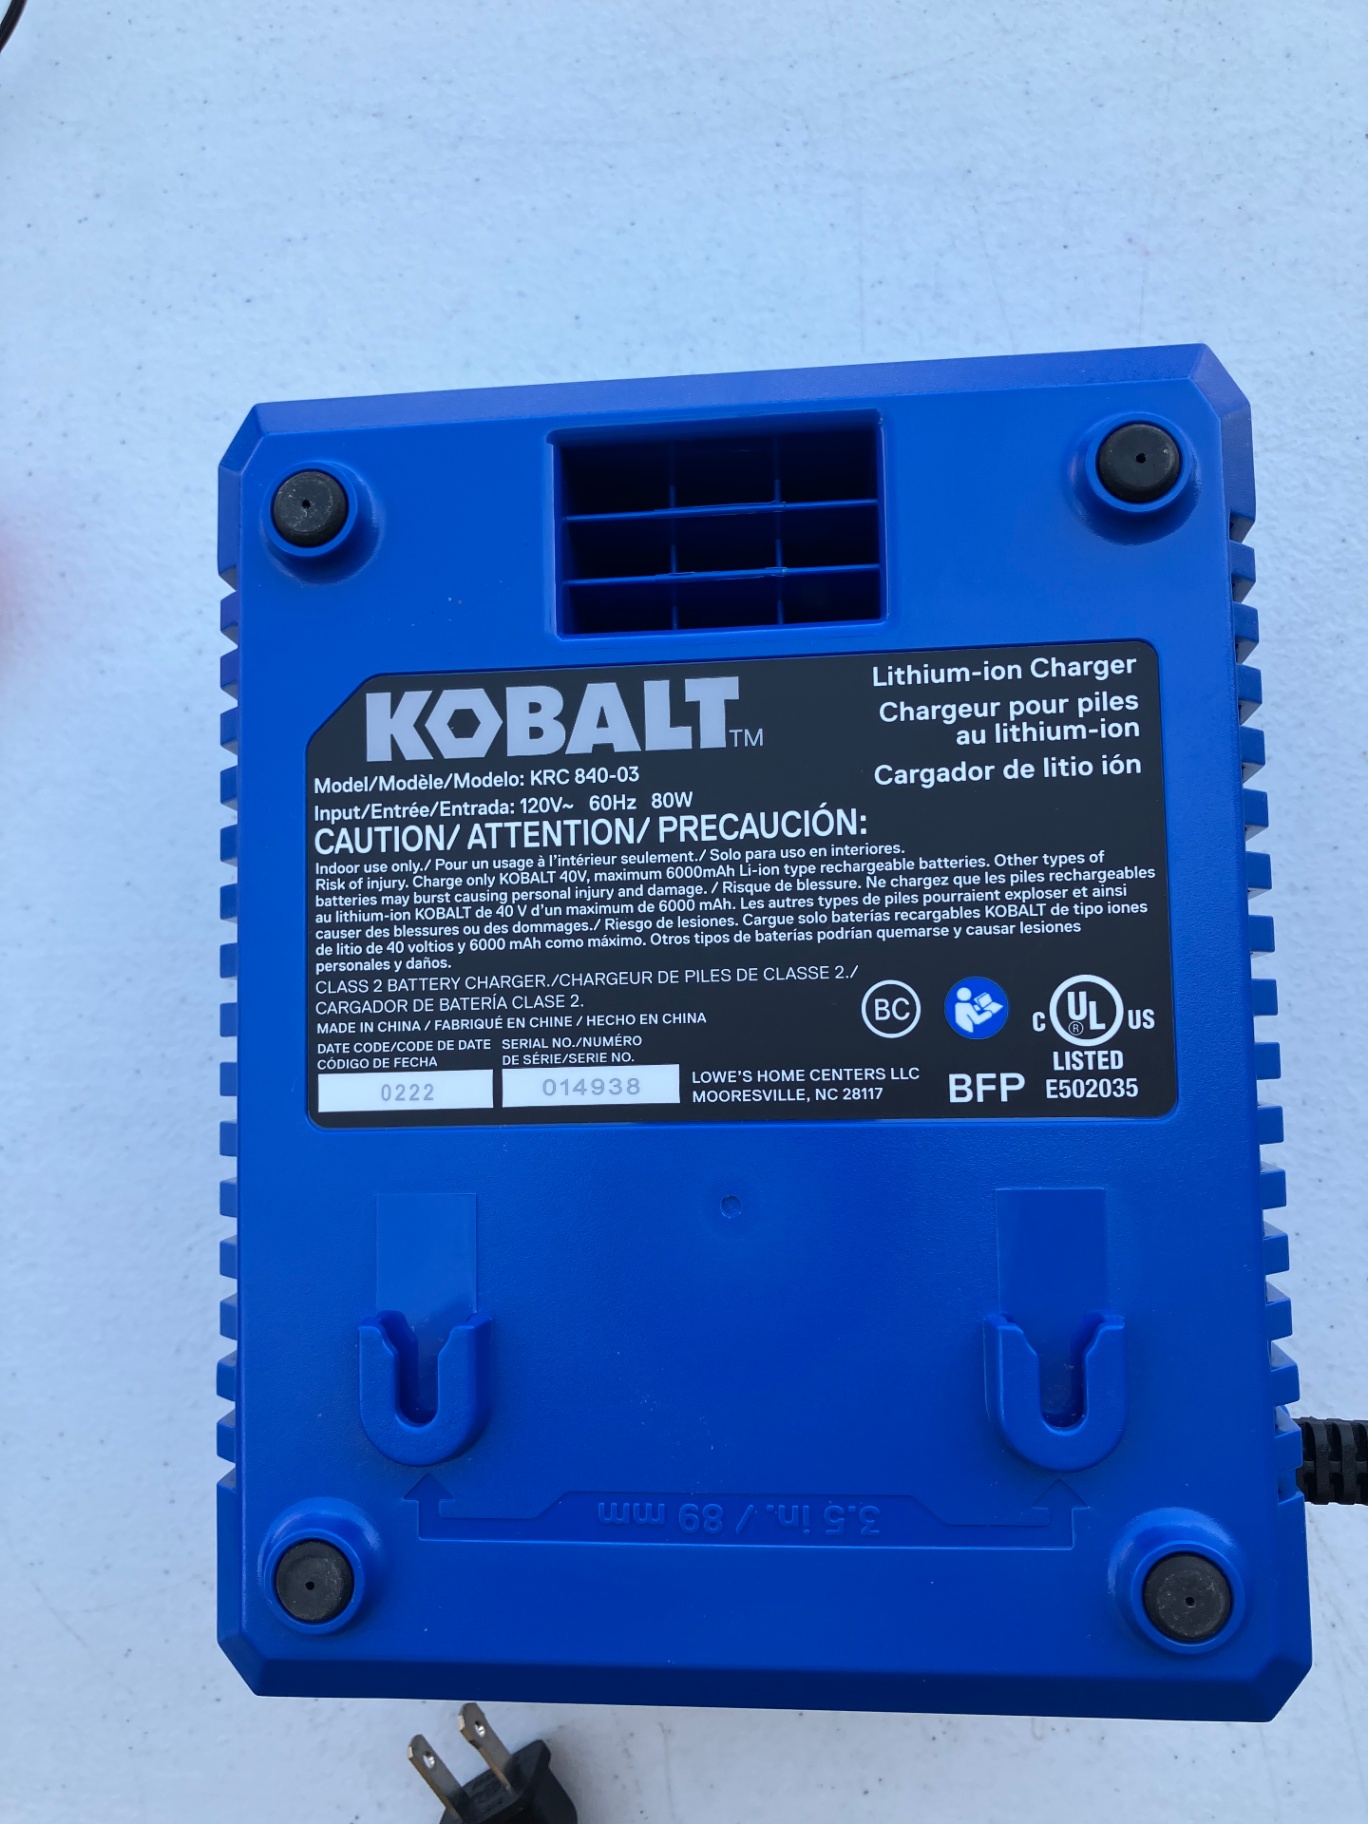 KOBALT™
Lithium-ion Charger
Chargeur pour piles
au lithium-ion
Cargador de litio ión
Model/Modèle/Modelo: KRC 840-03
Input/Entrée/Entrada: 120V~ 60Hz 80W
CAUTION/ ATTENTION/ PRECAUCIÓN:
Indoor use only./ Pour un usage à l'intérieur seulement./ Solo para uso en interiores.
Risk of injury. Charge only KOBALT 40V, maximum 6000mAh Li-ion type rechargeable batteries. Other types of
batteries may burst causing personal injury and damage. / Risque de blessure. Ne chargez que les piles rechargeables
au lithium-ion KOBALT de 40 V d'un maximum de 6000 mAh. Les autres types de piles pourraient exploser et ainsi
causer des blessures ou des dommages./ Riesgo de lesiones. Cargue solo baterías recargables KOBALT de tipo iones
de litio de 40 voltios y 6000 mAh como máximo. Otros tipos de baterías podrían quemarse y causar lesiones
personales y daños.
CLASS 2 BATTERY CHARGER./CHARGEUR DE PILES DE CLASSE 2./
CARGADOR DE BATERÍA CLASE 2.
MADE IN CHINA / FABRIQUÉ EN CHINE / HECHO EN CHINA
BC
C UL ® US
LISTED
E502035
DATE CODE/CODE DE DATE
CÓDIGO DE FECHA
0222
SERIAL NO./NUMÉRO
DE SÉRIE/SERIE NO.
014938
LOWE'S HOME CENTERS LLC
MOORESVILLE, NC 28117
BFP
3.5 in. / 89 mm